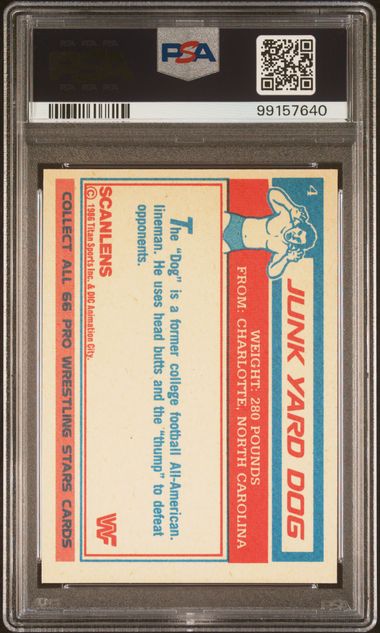 PSA
99157640
4
JUNK YARD DOG
WEIGHT: 280 POUNDS
FROM: CHARLOTTE, NORTH CAROLINA
The "Dog" is a former college football All-American.
lineman. He uses head butts and the "thump" to defeat
opponents.
SCANLENS
© 1986 Titan Sports Inc. & DIC Animation City.
WF
COLLECT ALL 66 PRO WRESTLING STARS CARDS